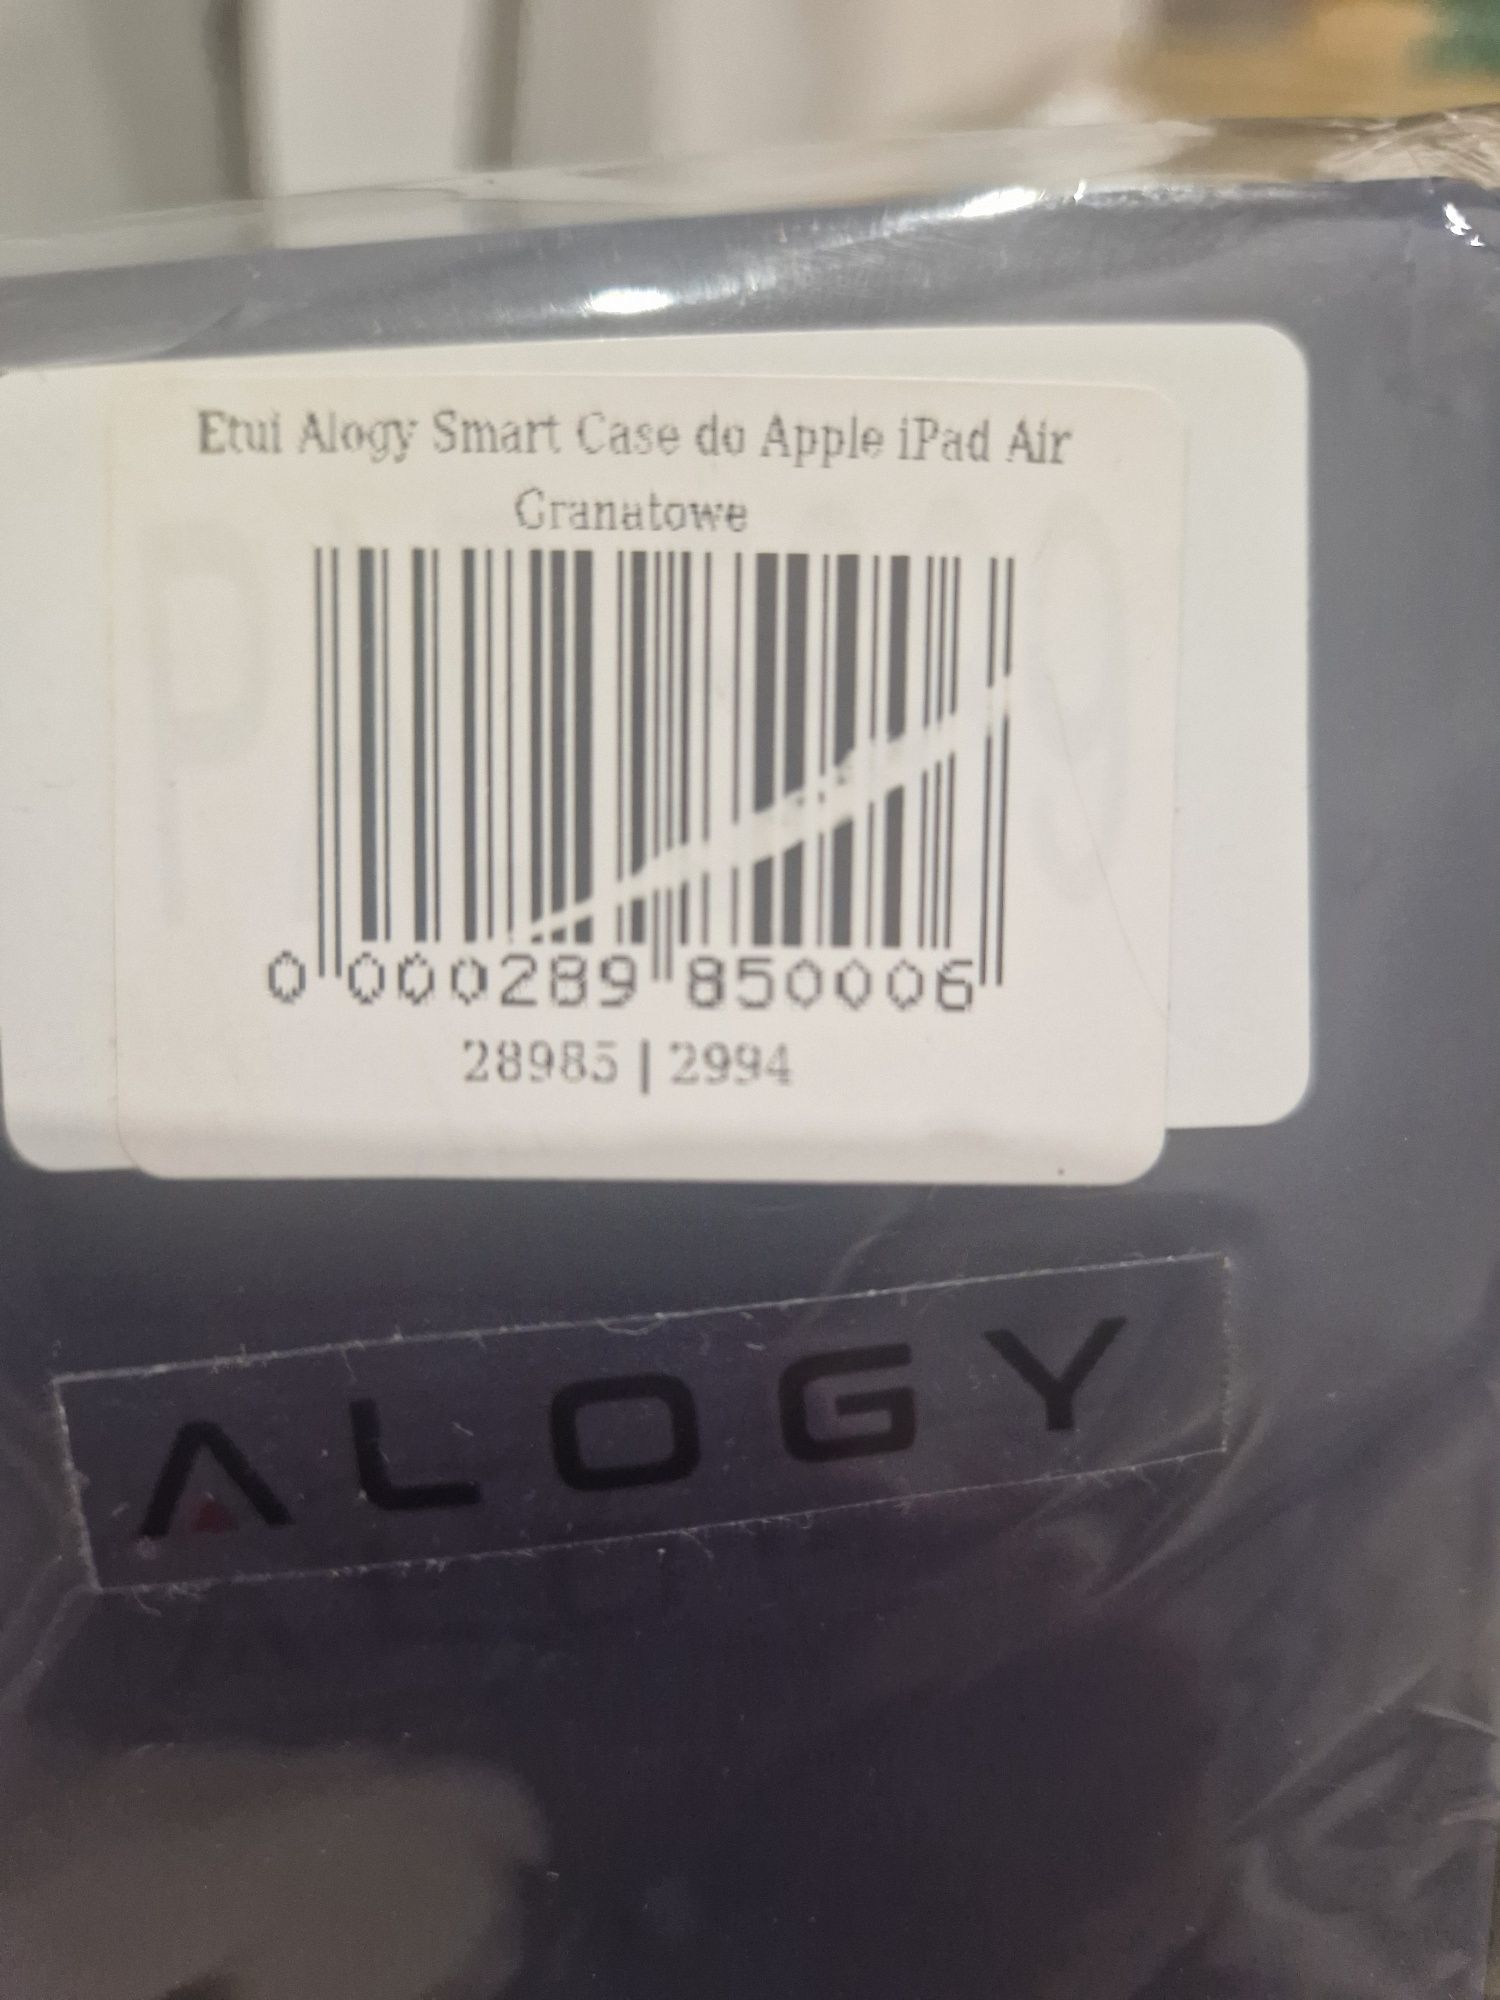 Etui Alogy Smart Case do Apple iPad Air
Granatowe
0 000289 850006
28985 | 2994
ALOGY